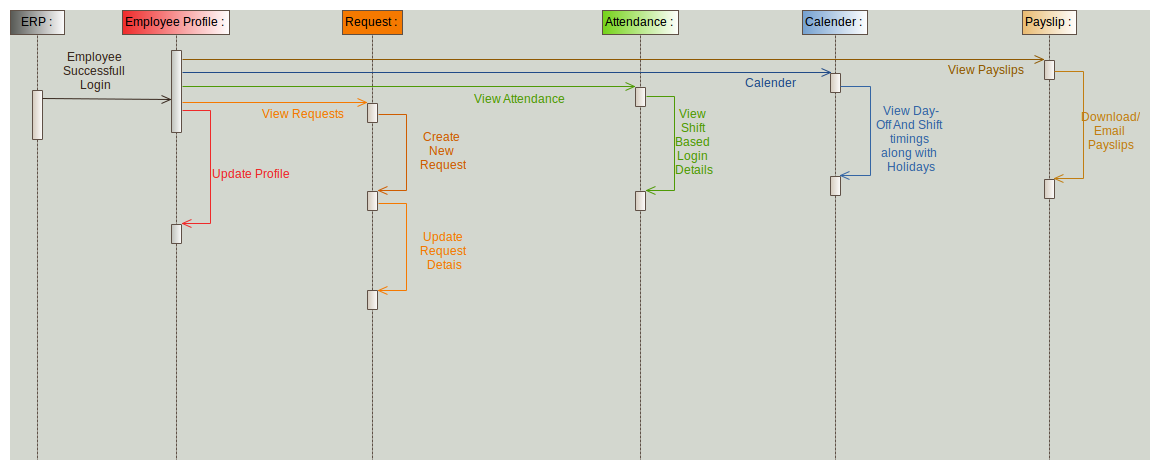 ERP :
Employee Profile :
Request :
Attendance :
Calender :
Payslip :
Employee
Successfull
Login
View Payslips
Calender
View Attendance
View Requests
Update Profile
Create
New
Request
Update
Request
Detais
View
Shift
Based
Login
Details
View Day-
Off And Shift
timings
along with
Holidays
Download/
Email
Payslips